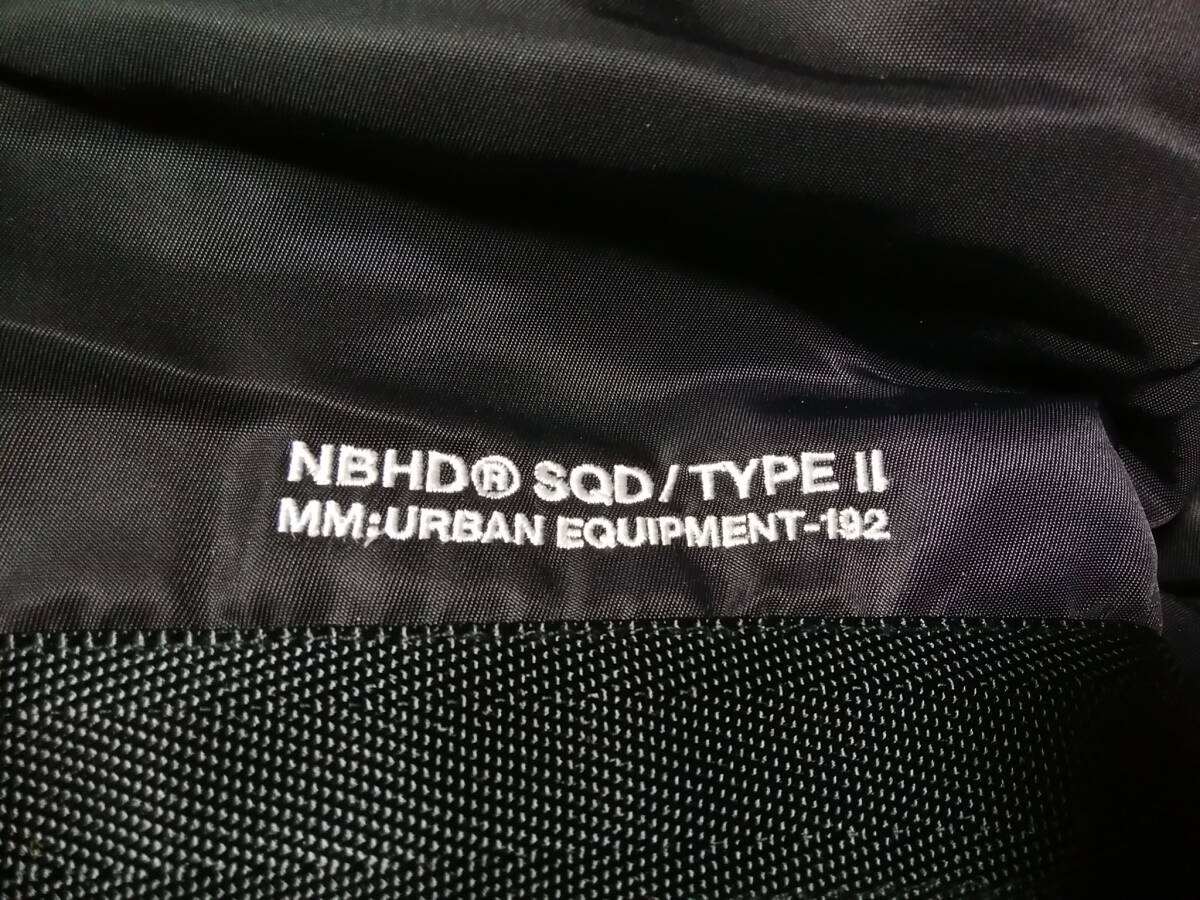 NBHD® SQD/TYPE II
MM;URBAN EQUIPMENT-192